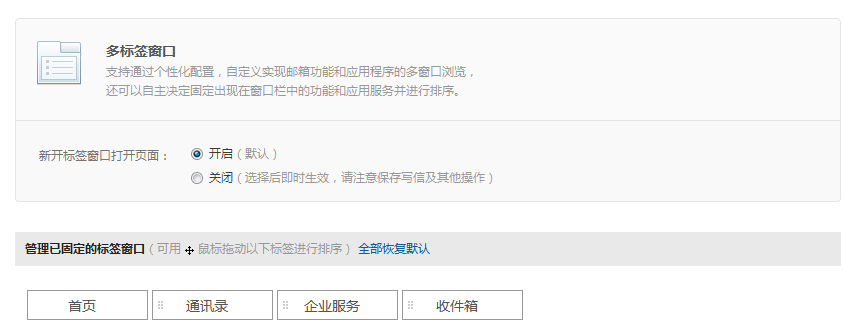 多标签窗口
支持通过个性化配置，自定义实现邮箱功能和应用程序的多窗口浏览，
还可以自主决定固定出现在窗口栏中的功能和应用服务并进行排序。
新开标签窗口打开页面： 开启（默认）
关闭（选择后即时生效，请注意保存写信及其他操作）
管理已固定的标签窗口（可用 鼠标拖动以下标签进行排序） 全部恢复默认
首页 通讯录 企业服务 收件箱